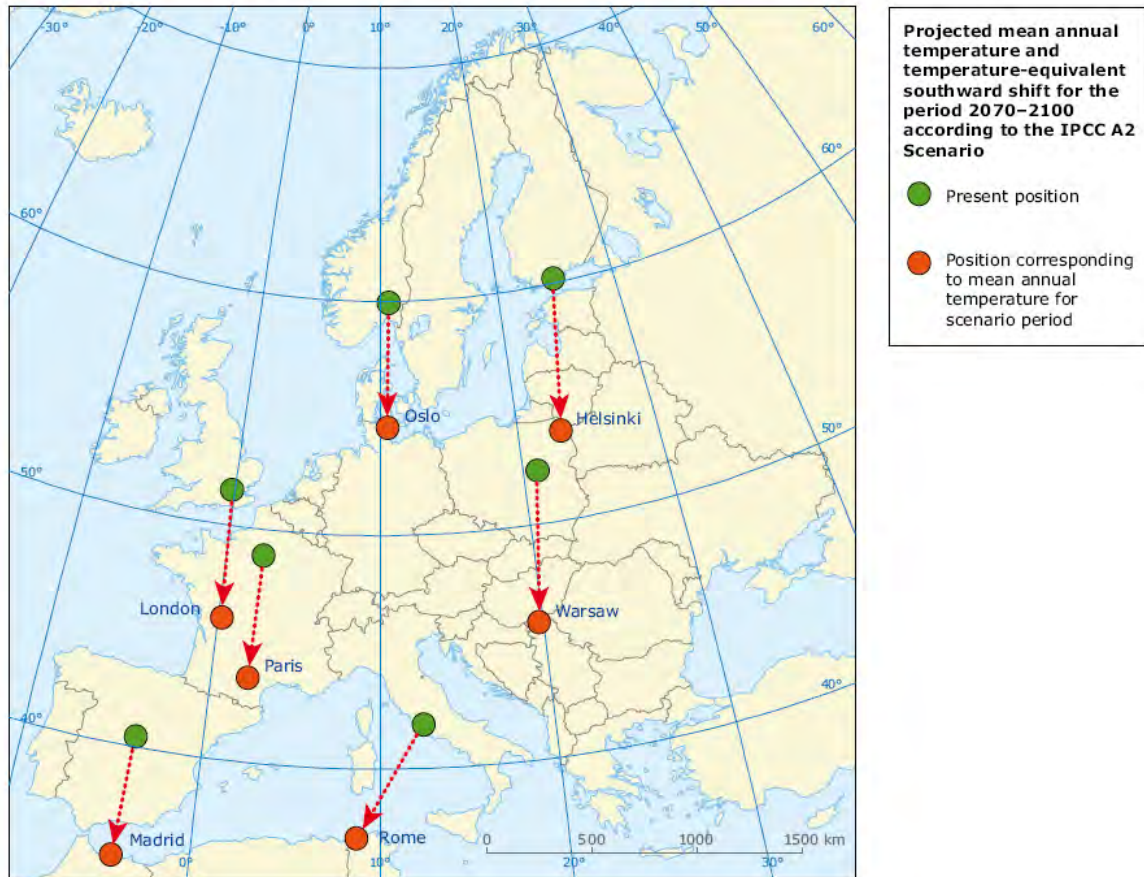 -30°
-20°
-10°
0°
10°
20°
30°
40°
50°
60°
60°
60°
50°
50°
40°
40°
Oslo
Helsinki
London
Paris
Warsaw
Madrid
Rome
0 500 1000 1500 km
0°
10°
20°
30°
Projected mean annual
temperature and
temperature-equivalent
southward shift for the
period 2070–2100
according to the IPCC A2
Scenario
Present position
Position corresponding
to mean annual
temperature for
scenario period